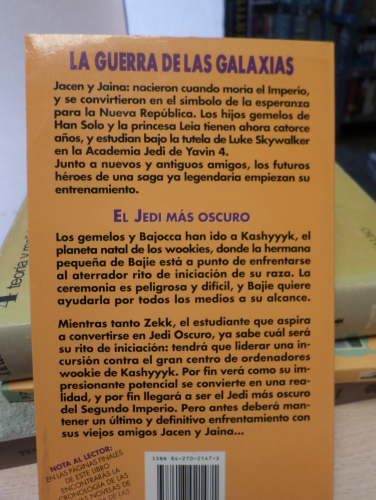 LA GUERRA DE LAS GALAXIAS
Jacen y Jaina: nacieron cuando moría el Imperio,
y se convirtieron en el símbolo de la esperanza
para la Nueva República. Los hijos gemelos de
Han Solo y la princesa Leia tienen ahora catorce
años, y estudian bajo la tutela de Luke Skywalker
en la Academia Jedi de Yavin 4.
Junto a nuevos y antiguos amigos, los futuros
héroes de una saga ya legendaria empiezan su
entrenamiento.
EL JEDI MÁS OSCURO
Los gemelos y Bajocca han ido a Kashyyyk, el
planeta natal de los wookies, donde la hermana
pequeña de Bajie está a punto de enfrentarse
al aterrador rito de iniciación de su raza. La
ceremonia es peligrosa y difícil, y Bajie quiere
ayudarla por todos los medios a su alcance.
Mientras tanto Zekk, el estudiante que aspira
a convertirse en Jedi Oscuro, ya sabe cuál será
su rito de iniciación: tendrá que liderar una in-
cursión contra el gran centro de ordenadores
wookie de Kashyyyk. Por fin verá como su im-
presionante potencial se convierte en una rea-
lidad, y por fin llegará a ser el Jedi más oscuro
del Segundo Imperio. Pero antes deberá man-
tener un último y definitivo enfrentamiento con
sus viejos amigos Jacen y Jaina...
NOTA AL LECTOR:
EN LAS PÁGINAS FINALES
DE ESTE LIBRO
ENCONTRARÁS LA
CRONOLOGÍA DE LAS
NOVELAS DE
ISBN 84-270-2147-6
4 teoría y